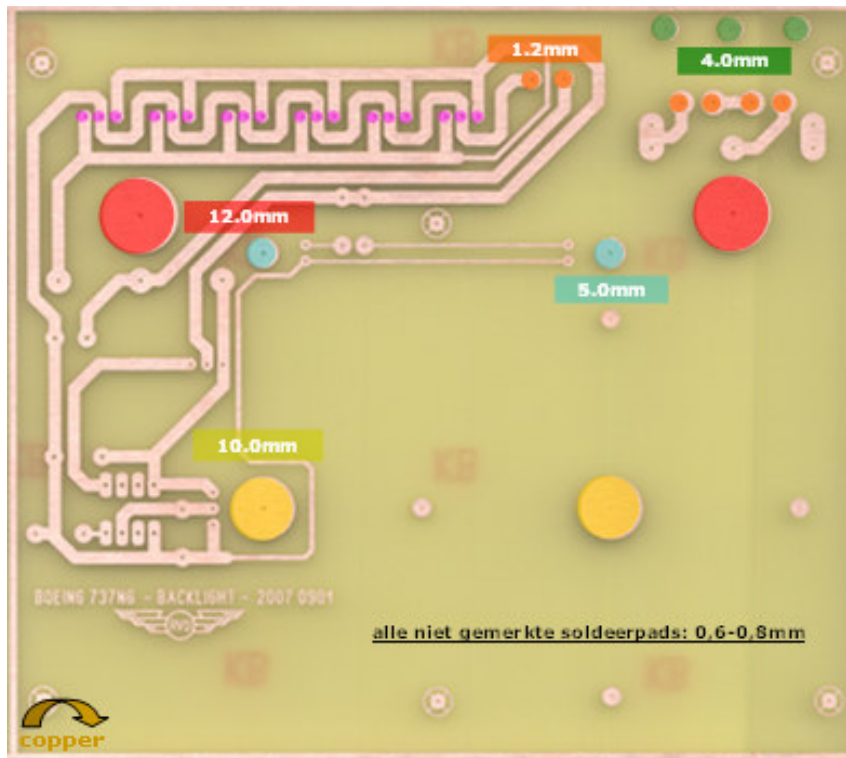 1.2mm
4.0mm
12.0mm
5.0mm
10.0mm
BOEING 737NG - BACKLIGHT - 2007 0901
alle niet gemerkte soldeerpads: 0,6-0,8mm
copper